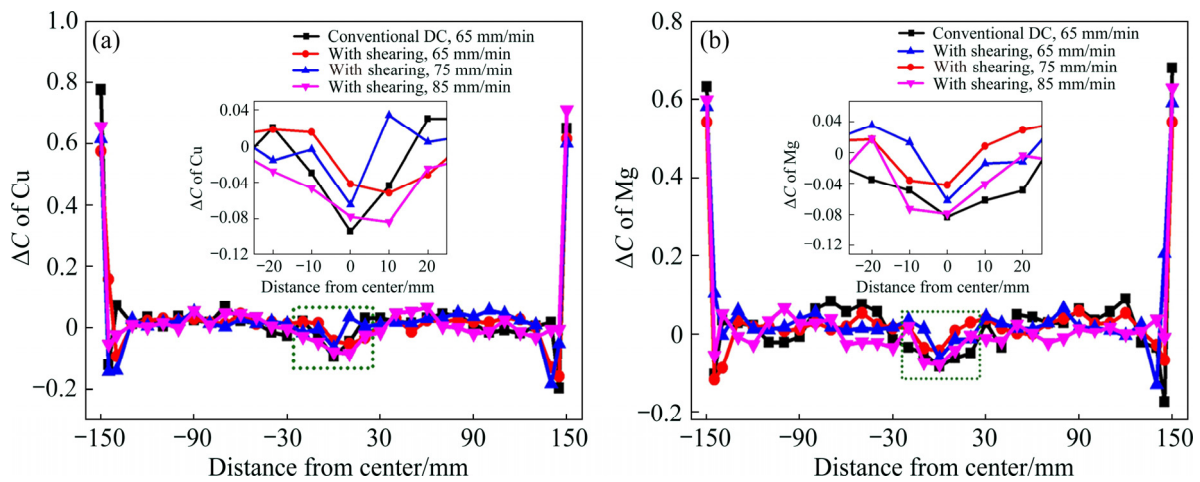 (a)
Conventional DC, 65 mm/min
With shearing, 65 mm/min
With shearing, 75 mm/min
With shearing, 85 mm/min
1.0
0.8
0.6
0.4
0.2
0
−0.2
ΔC of Cu
−150 −90 −30 30 90 150
Distance from center/mm
0.04
0
−0.04
−0.08
−0.12
ΔC of Cu
−20 −10 0 10 20
Distance from center/mm
(b)
Conventional DC, 65 mm/min
With shearing, 65 mm/min
With shearing, 75 mm/min
With shearing, 85 mm/min
0.8
0.6
0.4
0.2
0
−0.2
ΔC of Mg
−150 −90 −30 30 90 150
Distance from center/mm
0.04
0
−0.04
−0.08
−0.12
ΔC of Mg
−20 −10 0 10 20
Distance from center/mm